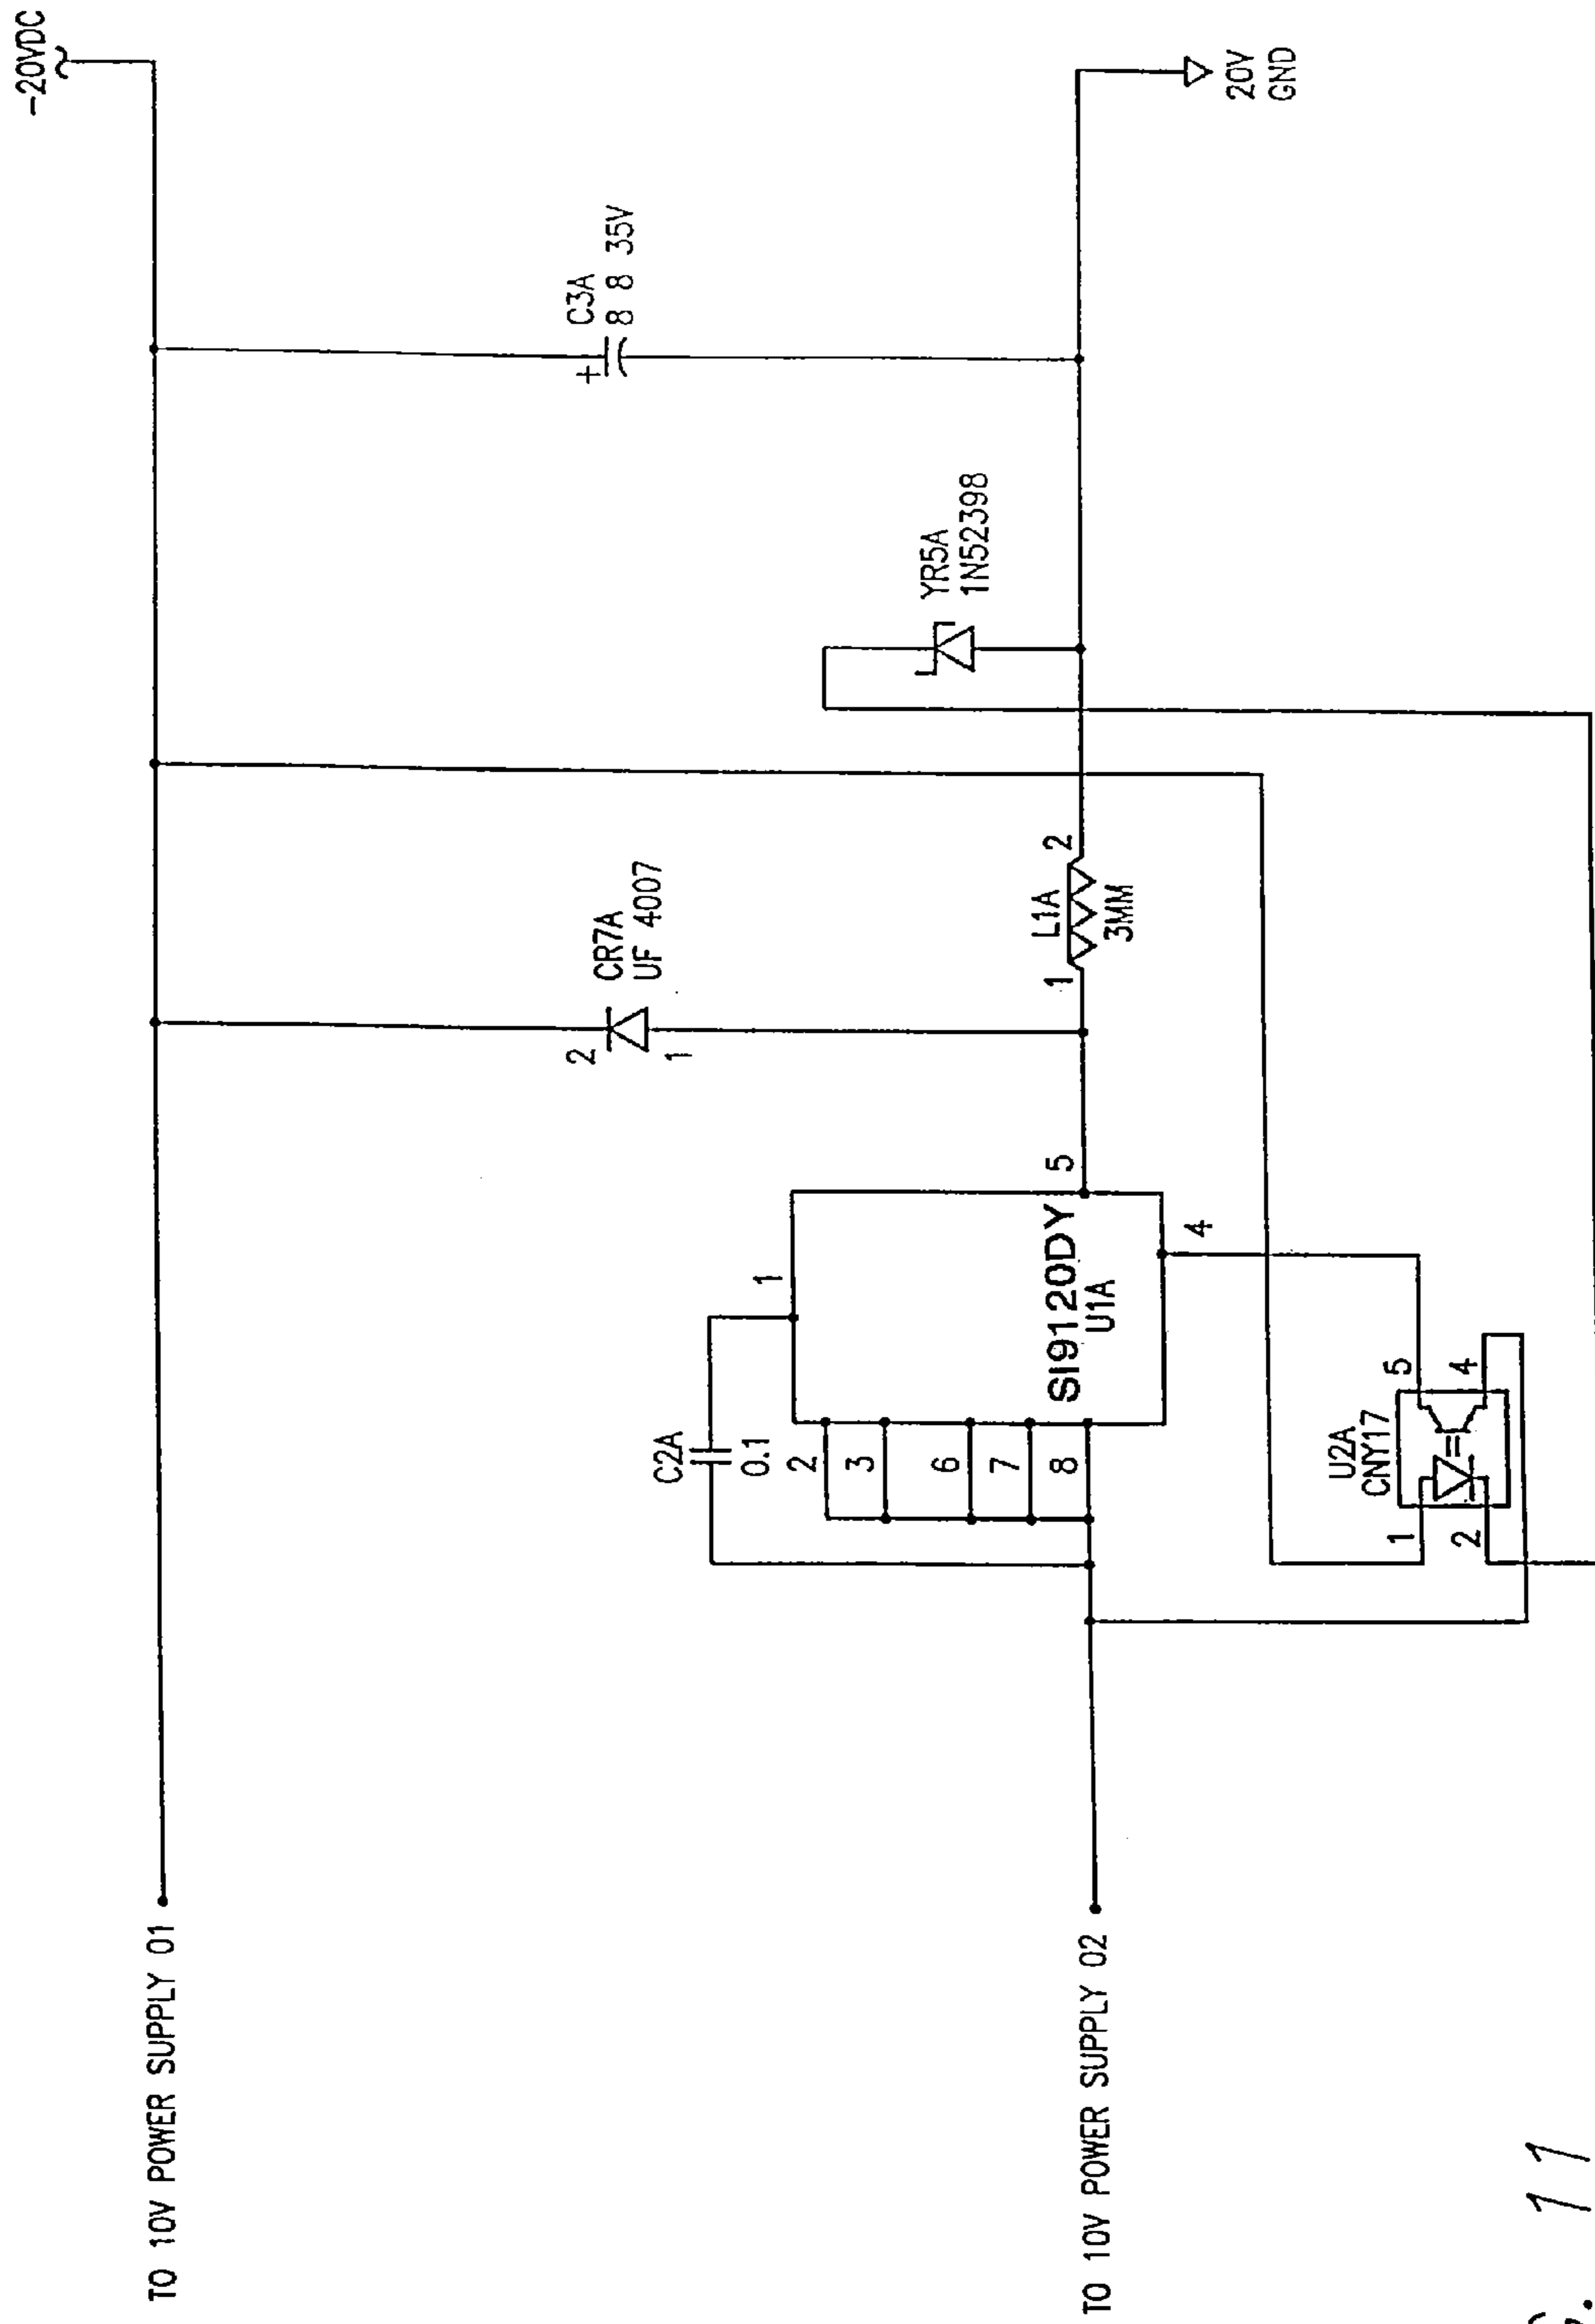 -20VDC
C3A
+
8 8 35V
YR5A
1N52398
20V
GND
CR7A
UF 4007
2
1
L1A
1
2
3MM
C2A
0.1
1
2
3
6
7
8
5
4
SI9120DY
U1A
U2A
CNY17
1
2
5
4
TO 10V POWER SUPPLY 01
TO 10V POWER SUPPLY 02
G. 11